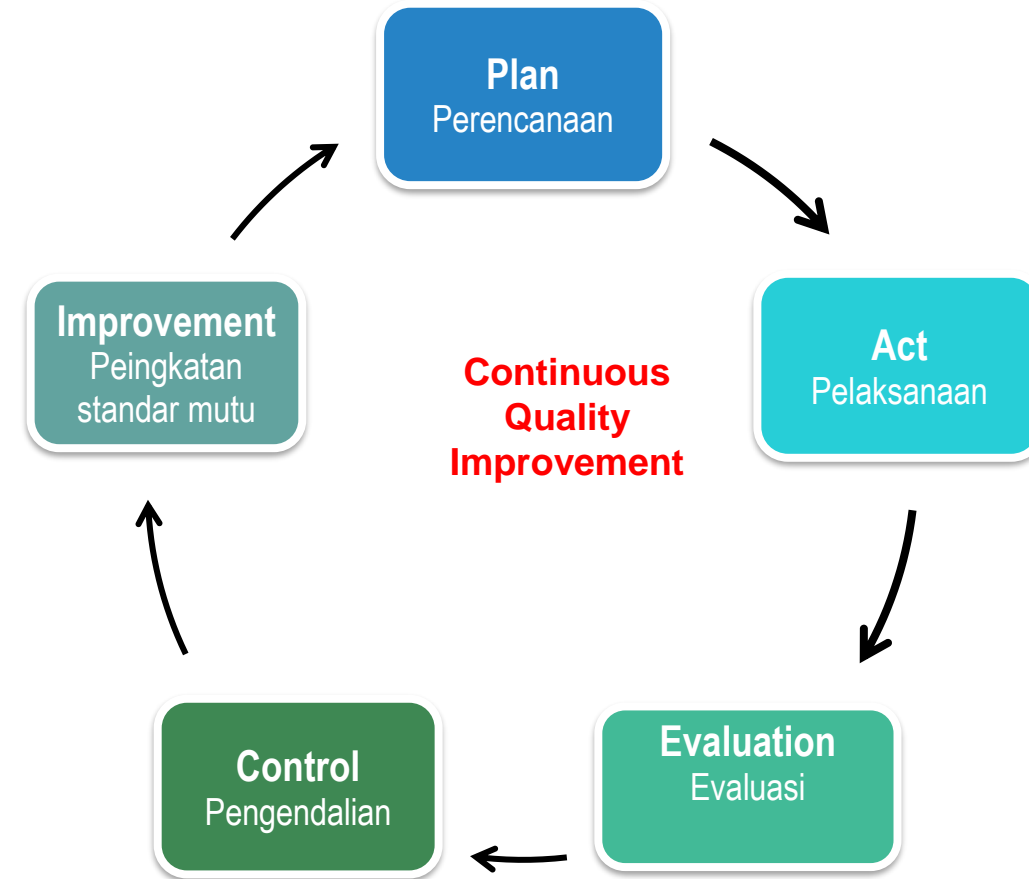 Plan
Perencanaan
Act
Pelaksanaan
Evaluation
Evaluasi
Control
Pengendalian
Improvement
Peingkatan
standar mutu
Continuous
Quality
Improvement